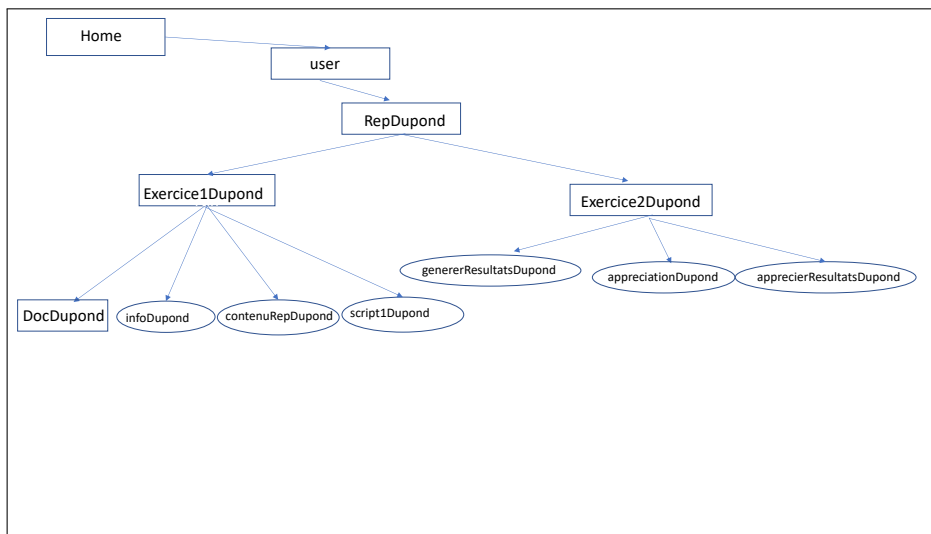 Home
user
RepDupond
Exercice1Dupond
Exercice2Dupond
genererResultatsDupond
appreciationDupond
apprecierResultatsDupond
DocDupond
infoDupond
contenuRepDupond
script1Dupond